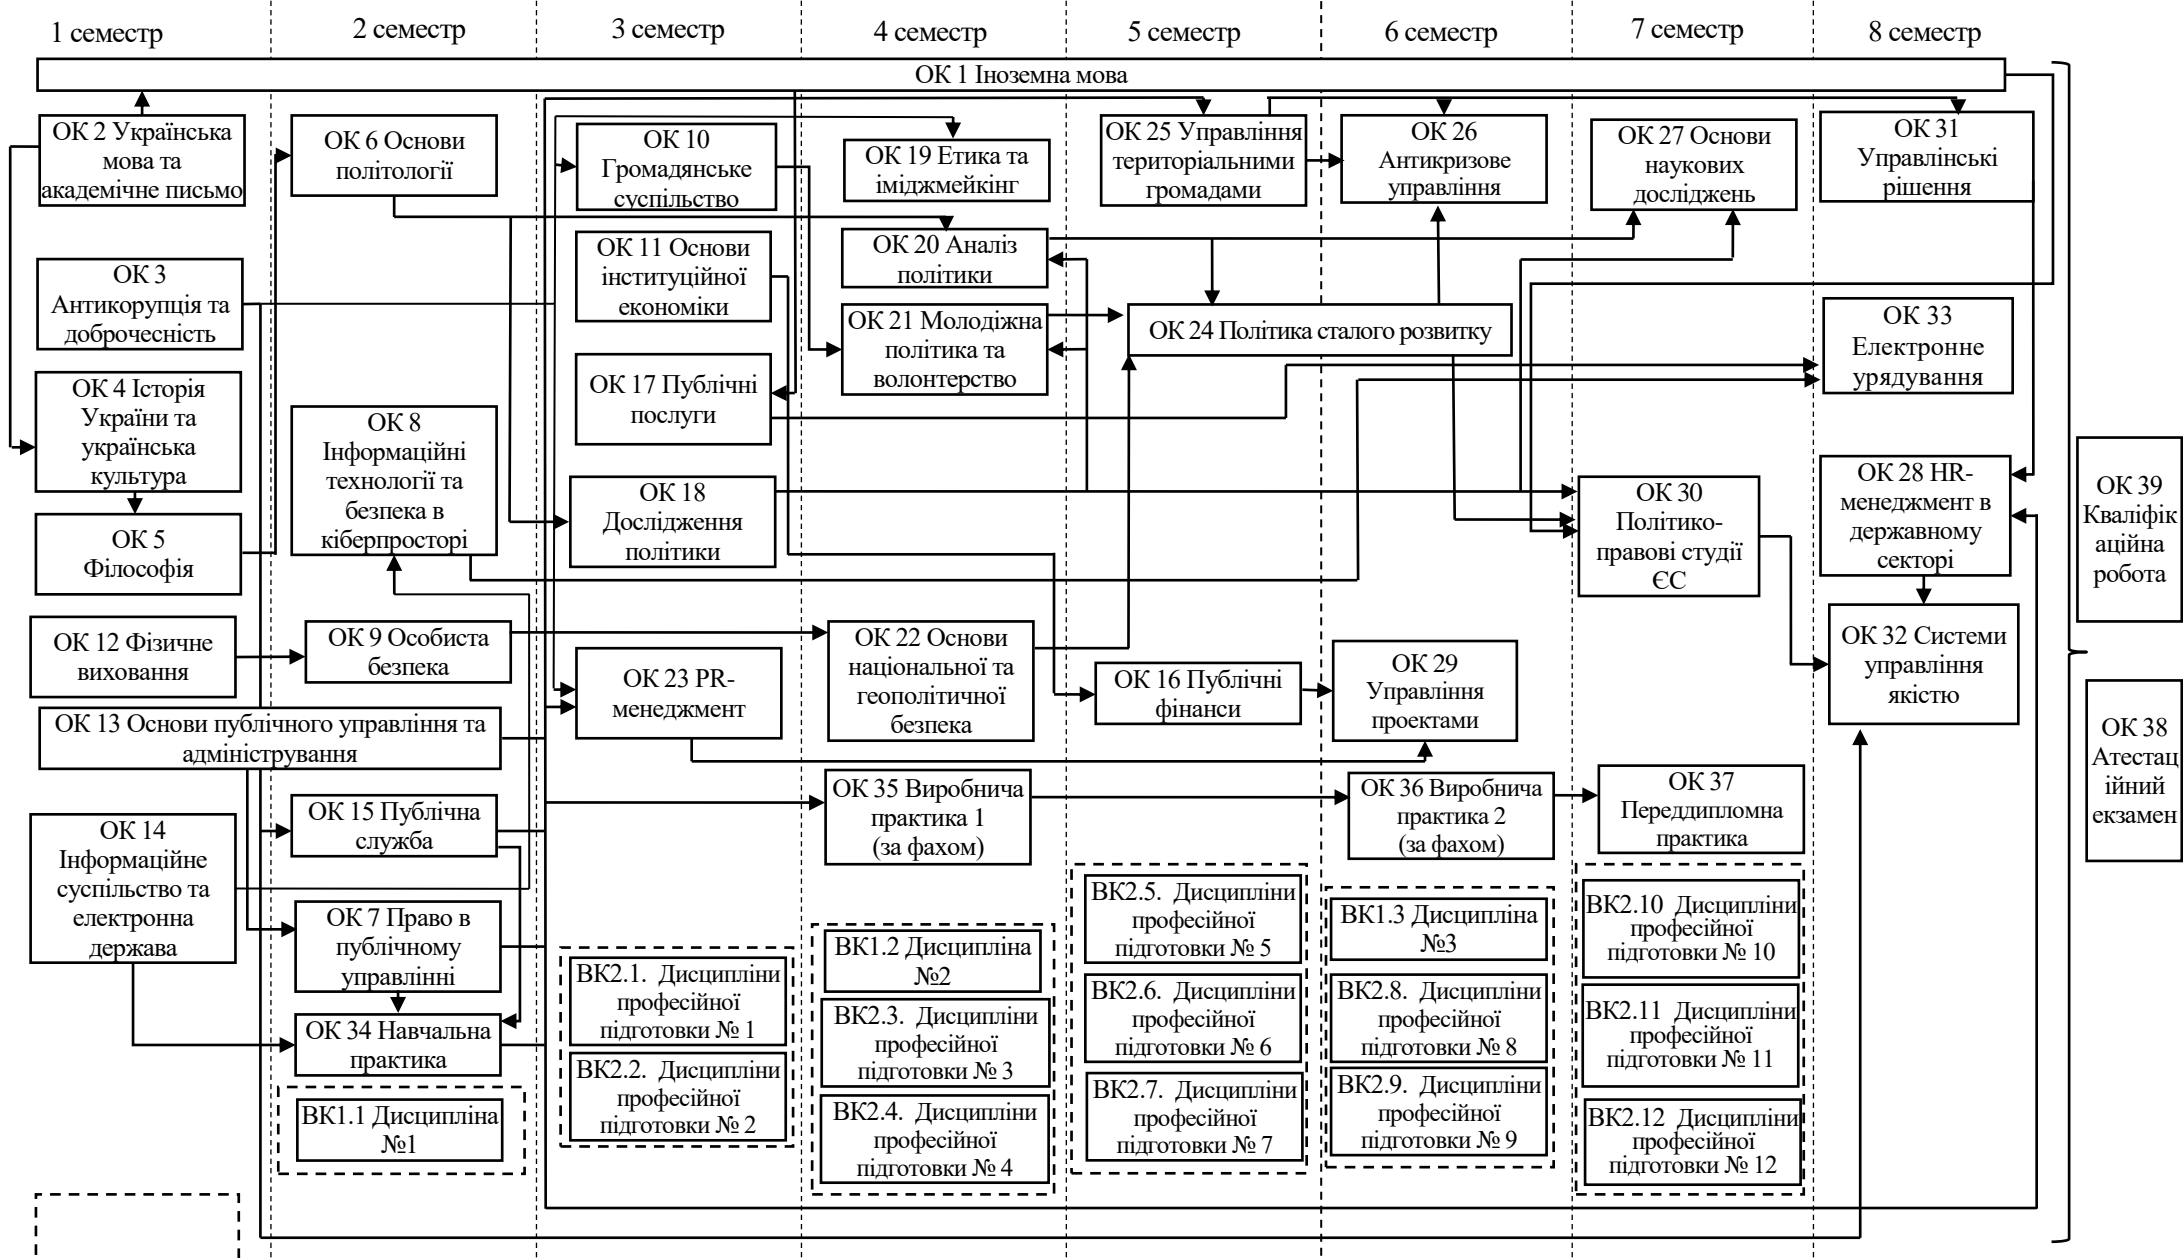 1 семестр
2 семестр
3 семестр
4 семестр
5 семестр
6 семестр
7 семестр
8 семестр
ОК 1 Іноземна мова
ОК 2 Українська
мова та
академічне письмо
ОК 3
Антикорупція та
доброчесність
ОК 4 Історія
України та
українська
культура
ОК 5
Філософія
ОК 12 Фізичне
виховання
ОК 13 Основи публічного управління та
адміністрування
ОК 14
Інформаційне
суспільство та
електронна
держава
ОК 6 Основи
політології
ОК 8
Інформаційні
технології та
безпека в
кіберпросторі
ОК 9 Особиста
безпека
ОК 15 Публічна
служба
ОК 7 Право в
публічному
управлінні
ОК 34 Навчальна
практика
ВК1.1 Дисципліна
№1
ОК 10
Громадянське
суспільство
ОК 11 Основи
інституційної
економіки
ОК 17 Публічні
послуги
ОК 18
Дослідження
політики
ОК 23 PR-
менеджмент
ВК2.1. Дисципліни
професійної
підготовки № 1
ВК2.2. Дисципліни
професійної
підготовки № 2
ОК 19 Етика та
іміджмейкінг
ОК 20 Аналіз
політики
ОК 21 Молодіжна
політика та
волонтерство
ОК 22 Основи
національної та
геополітичної
безпека
ОК 35 Виробнича
практика 1
(за фахом)
ВК1.2 Дисципліна
№2
ВК2.3. Дисципліни
професійної
підготовки № 3
ВК2.4. Дисципліни
професійної
підготовки № 4
ОК 25 Управління
територіальними
громадами
ОК 24 Політика сталого розвитку
ОК 16 Публічні
фінанси
ВК2.5. Дисципліни
професійної
підготовки № 5
ВК2.6. Дисципліни
професійної
підготовки № 6
ВК2.7. Дисципліни
професійної
підготовки № 7
ОК 26
Антикризове
управління
ОК 29
Управління
проектами
ОК 36 Виробнича
практика 2
(за фахом)
ВК1.3 Дисципліна
№3
ВК2.8. Дисципліни
професійної
підготовки № 8
ВК2.9. Дисципліни
професійної
підготовки № 9
ОК 27 Основи
наукових
досліджень
ОК 30
Політико-
правові студії
ЄС
ОК 37
Переддипломна
практика
ВК2.10 Дисципліни
професійної
підготовки № 10
ВК2.11 Дисципліни
професійної
підготовки № 11
ВК2.12 Дисципліни
професійної
підготовки № 12
ОК 31
Управлінські
рішення
ОК 33
Електронне
урядування
ОК 28 HR-
менеджмент в
державному
секторі
ОК 32 Системи
управління
якістю
ОК 39
Кваліфік
аційна
робота
ОК 38
Атестац
ійний
екзамен